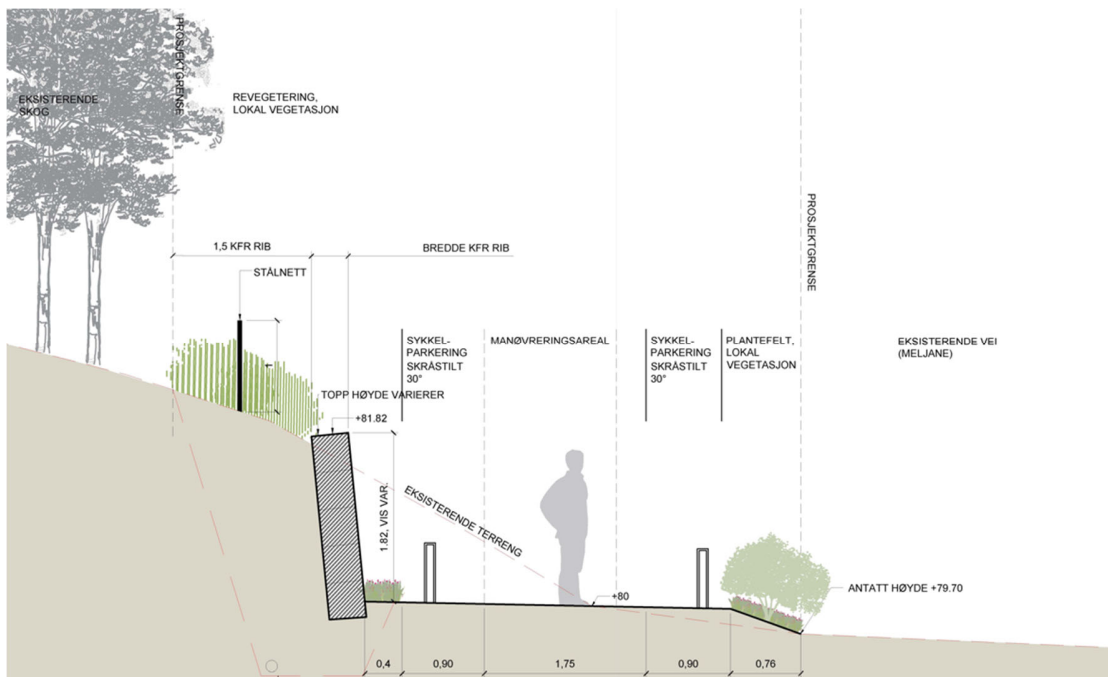 PROSJEKTGRENSE
EKSISTERENDE
SKOG
REVEGETERING,
LOKAL VEGETASJON
PROSJEKTGRENSE
1,5 KFR RIB
BREDDE KFR RIB
STÅLNETT
SYKKEL-
PARKERING
SKRÅSTILT
30°
MANØVRERINGSAREAL
SYKKEL-
PARKERING
SKRÅSTILT
30°
PLANTEFELT,
LOKAL
VEGETASJON
EKSISTERENDE VEI
(MELJANE)
TOPP HØYDE VARIERER
+81.82
1.82, VIS VAR.
EKSISTERENDE TERRENG
+80
ANTATT HØYDE +79.70
0,4
0,90
1,75
0,90
0,76